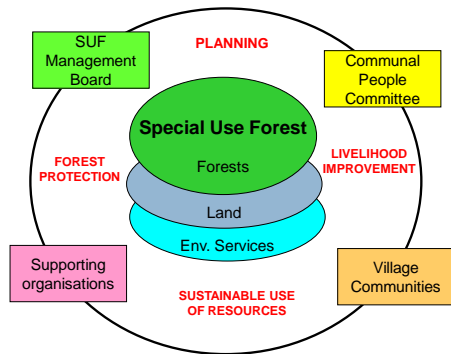 SUF
Management
Board
PLANNING
Communal
People
Committee
Special Use Forest
Forests
FOREST
PROTECTION
LIVELIHOOD
IMPROVEMENT
Land
Env. Services
Supporting
organisations
SUSTAINABLE USE
OF RESOURCES
Village
Communities